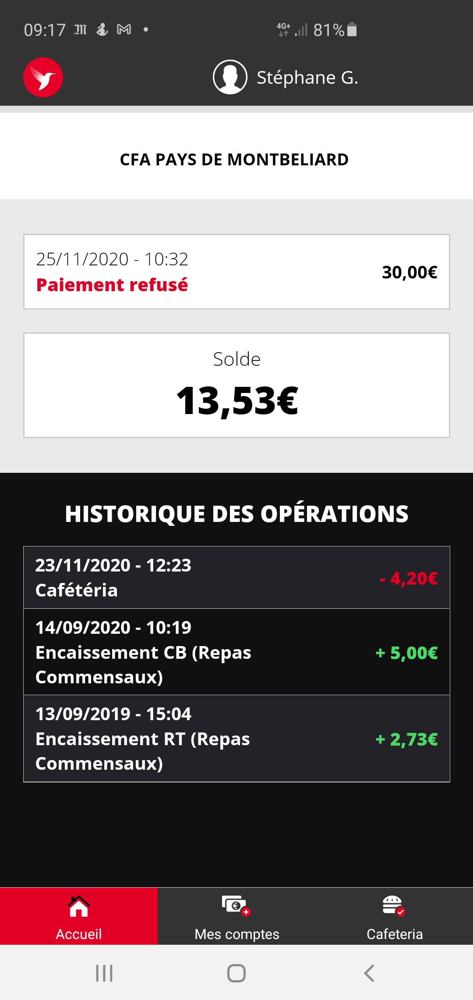 09:17 4G+ 81%
Stéphane G.
CFA PAYS DE MONTBELIARD
25/11/2020 - 10:32
Paiement refusé
30,00€
Solde
13,53€
HISTORIQUE DES OPÉRATIONS
23/11/2020 - 12:23
Cafétéria
- 4,20€
14/09/2020 - 10:19
Encaissement CB (Repas
Commensaux)
+ 5,00€
13/09/2019 - 15:04
Encaissement RT (Repas
Commensaux)
+ 2,73€
Accueil Mes comptes Cafeteria